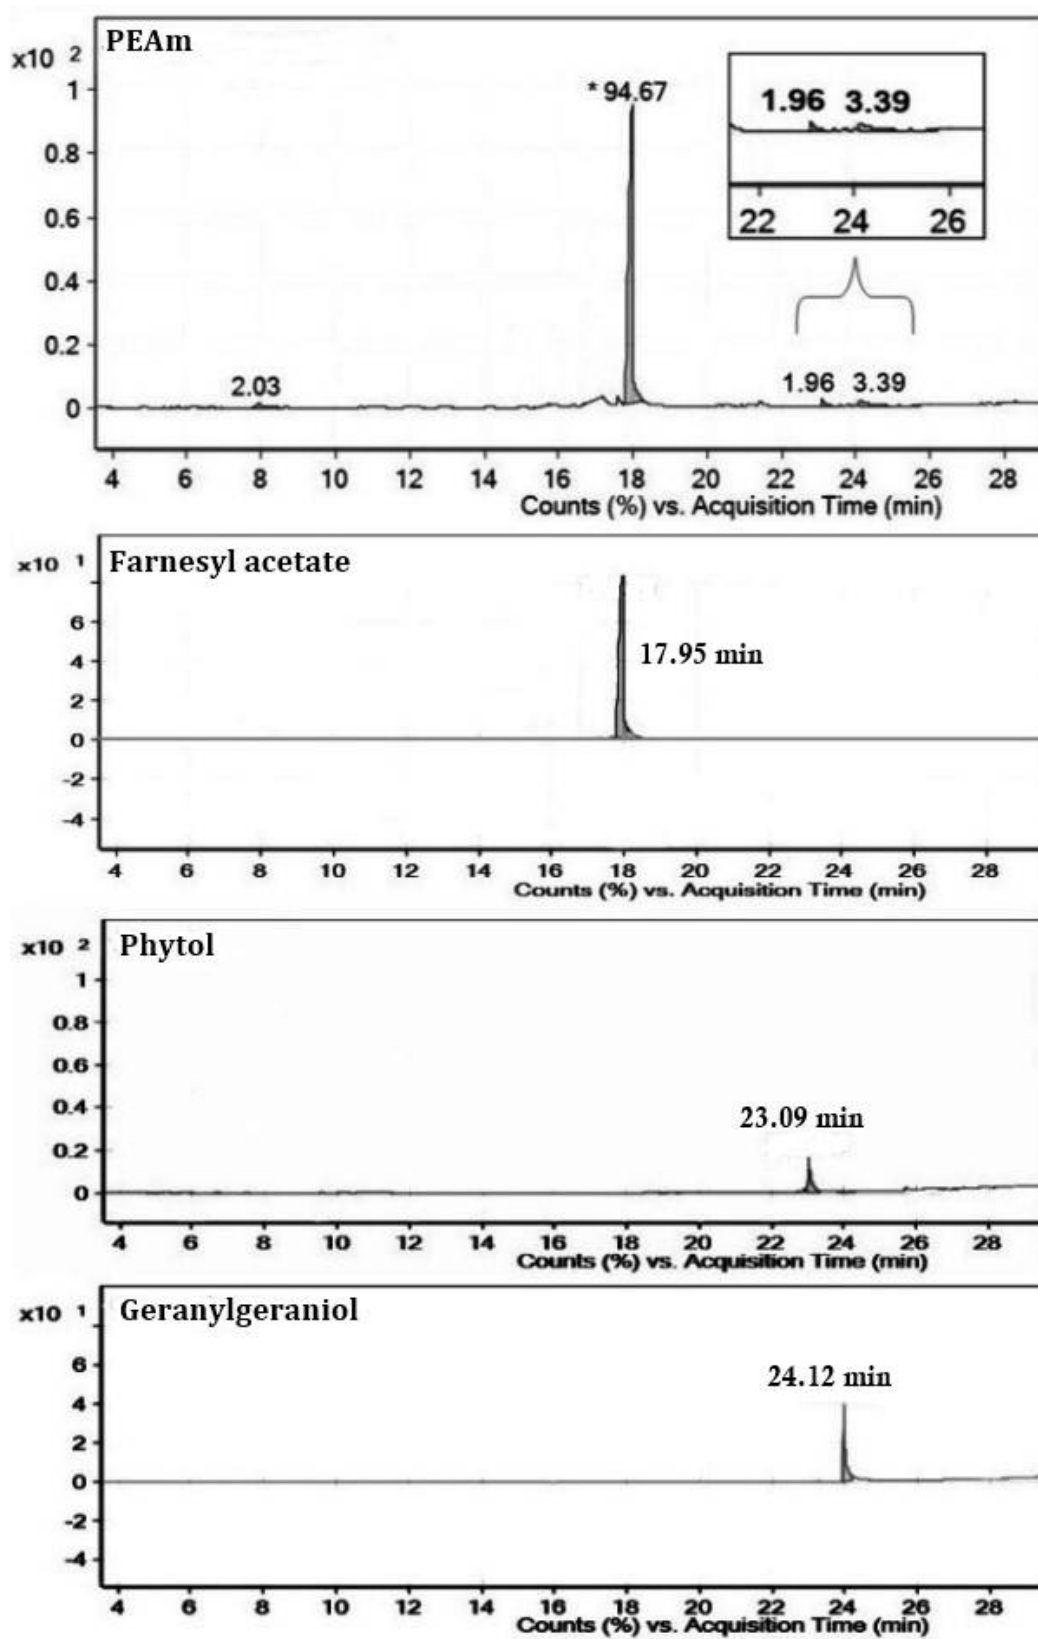 PEAm
x10 2
* 94.67
1
1.96 3.39
0.8
0.6
22 24 26
0.4
0.2
2.03
1.96 3.39
0
4 6 8 10 12 14 16 18 20 22 24 26 28
Counts (%) vs. Acquisition Time (min)
x10 1
Farnesyl acetate
6
17.95 min
4
2
0
-2
-4
4 6 8 10 12 14 16 18 20 22 24 26 28
Counts (%) vs. Acquisition Time (min)
x10 2
Phytol
1
0.8
0.6
0.4
23.09 min
0.2
0
4 6 8 10 12 14 16 18 20 22 24 26 28
Counts (%) vs. Acquisition Time (min)
x10 1
Geranylgeraniol
6
24.12 min
4
2
0
-2
-4
4 6 8 10 12 14 16 18 20 22 24 26 28
Counts (%) vs. Acquisition Time (min)